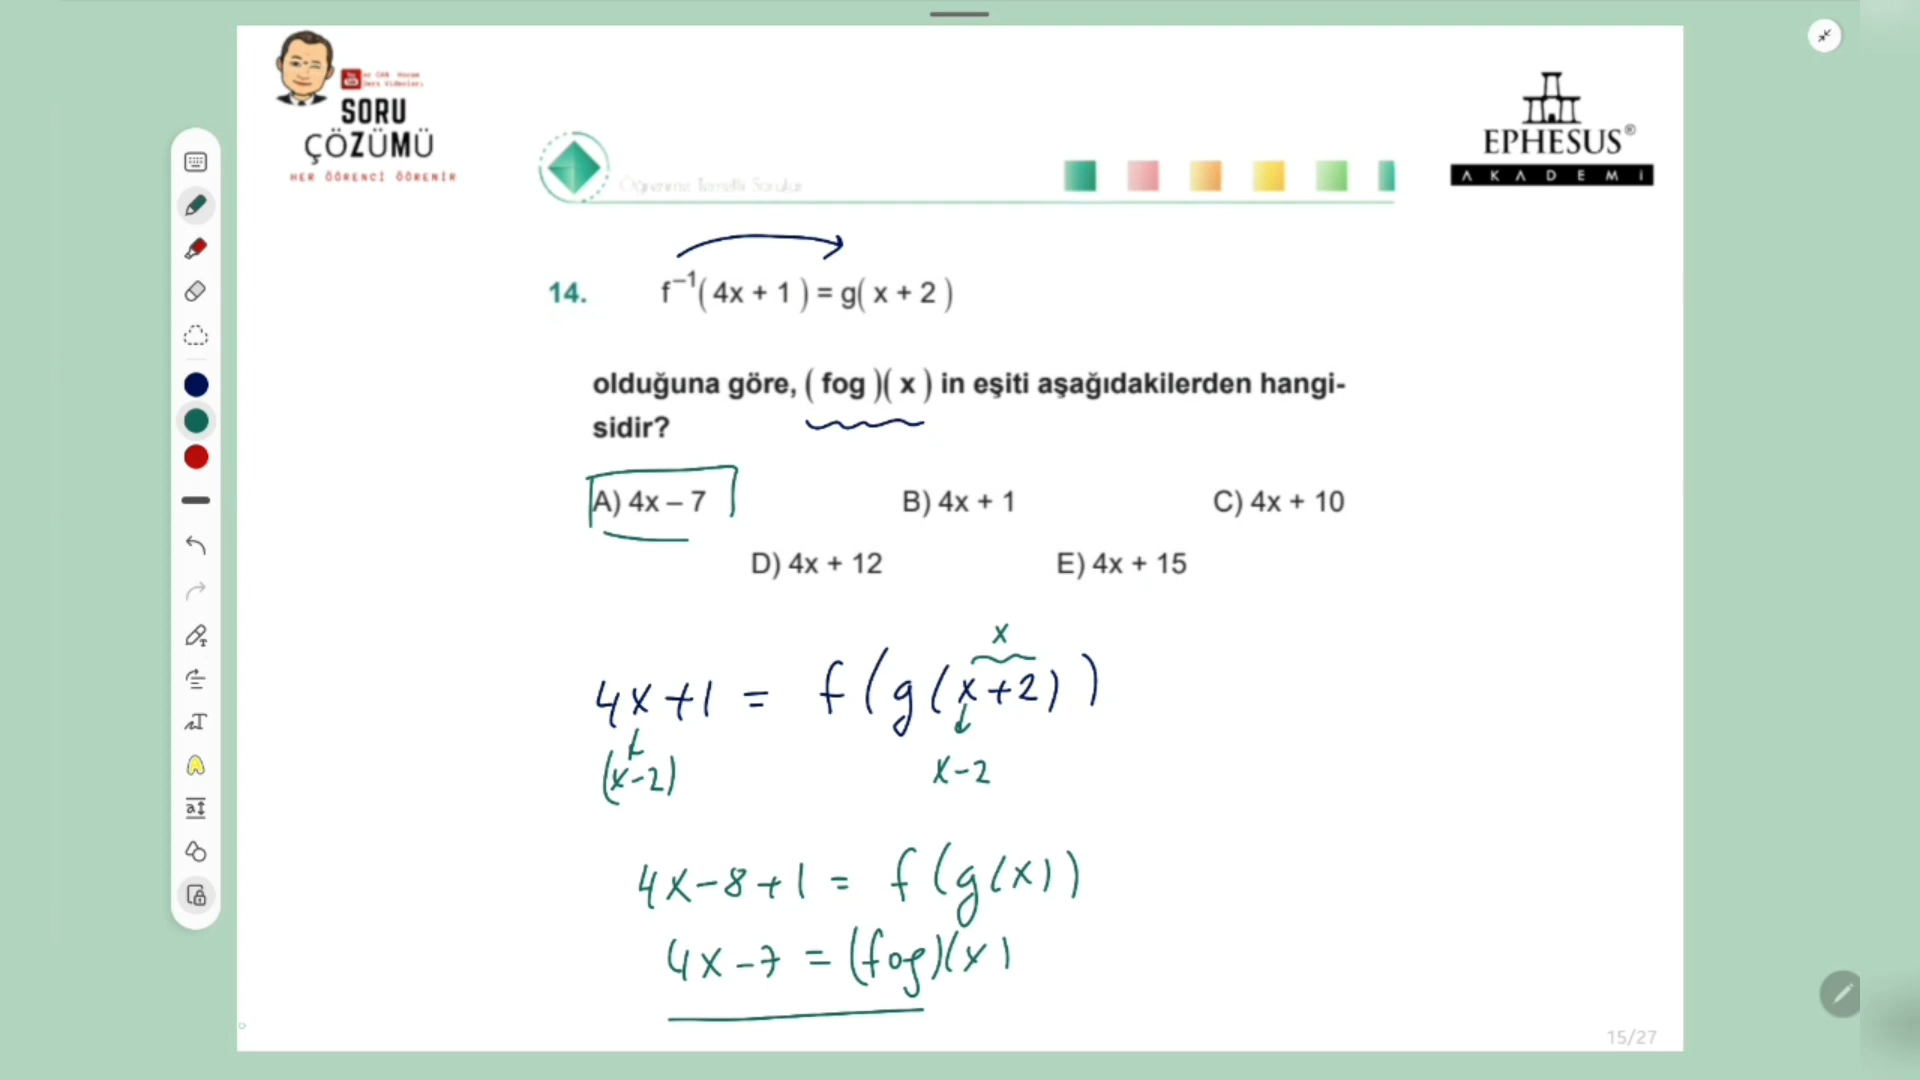 SORU
ÇÖZÜMÜ
HER ÖĞRENCİ ÖĞRENİR
EPHESUS®
AKADEMİ
14. f⁻¹( 4x + 1 ) = g( x + 2 )
olduğuna göre, ( fog )( x ) in eşiti aşağıdakilerden hangi-
sidir?
A) 4x – 7 B) 4x + 1 C) 4x + 10
D) 4x + 12 E) 4x + 15
x
4x+1 = f(g(x+2))
(x-2) x-2
4x-8+1 = f(g(x))
4x-7 = (fog)(x)
15/27